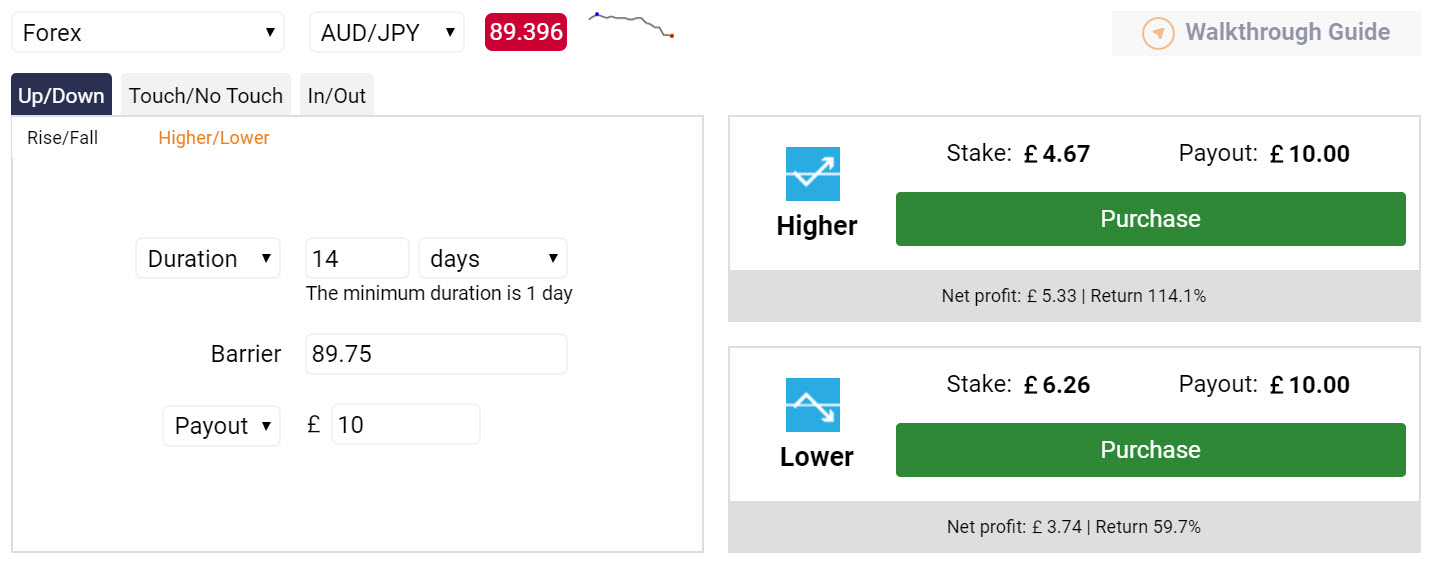 Forex AUD/JPY 89.396 Walkthrough Guide
Up/Down Touch/No Touch In/Out
Rise/Fall Higher/Lower
Duration 14 days
The minimum duration is 1 day
Barrier 89.75
Payout £ 10
Stake: £ 4.67 Payout: £ 10.00
Purchase
Higher
Net profit: £ 5.33 | Return 114.1%
Stake: £ 6.26 Payout: £ 10.00
Purchase
Lower
Net profit: £ 3.74 | Return 59.7%